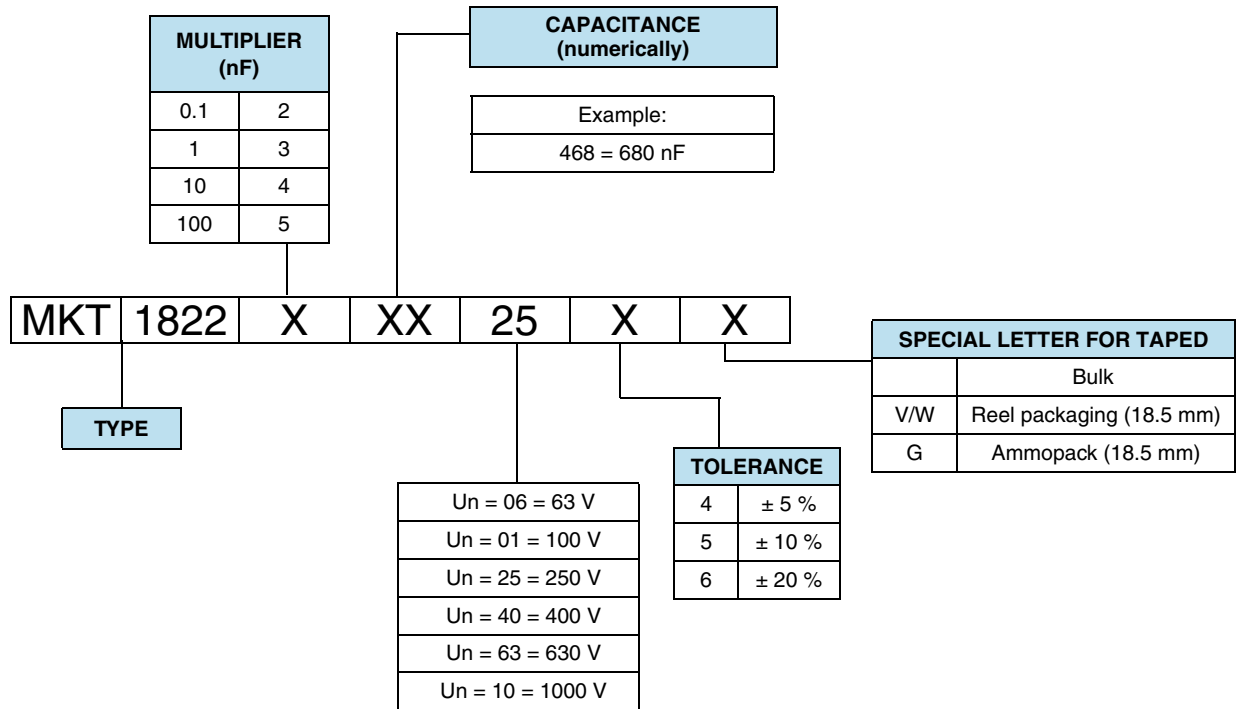 MULTIPLIER
(nF)
0.1 2
1 3
10 4
100 5
CAPACITANCE
(numerically)
Example:
468 = 680 nF
MKT 1822 X XX 25 X X
TYPE
Un = 06 = 63 V
Un = 01 = 100 V
Un = 25 = 250 V
Un = 40 = 400 V
Un = 63 = 630 V
Un = 10 = 1000 V
TOLERANCE
4 ± 5 %
5 ± 10 %
6 ± 20 %
SPECIAL LETTER FOR TAPED
Bulk
V/W Reel packaging (18.5 mm)
G Ammopack (18.5 mm)